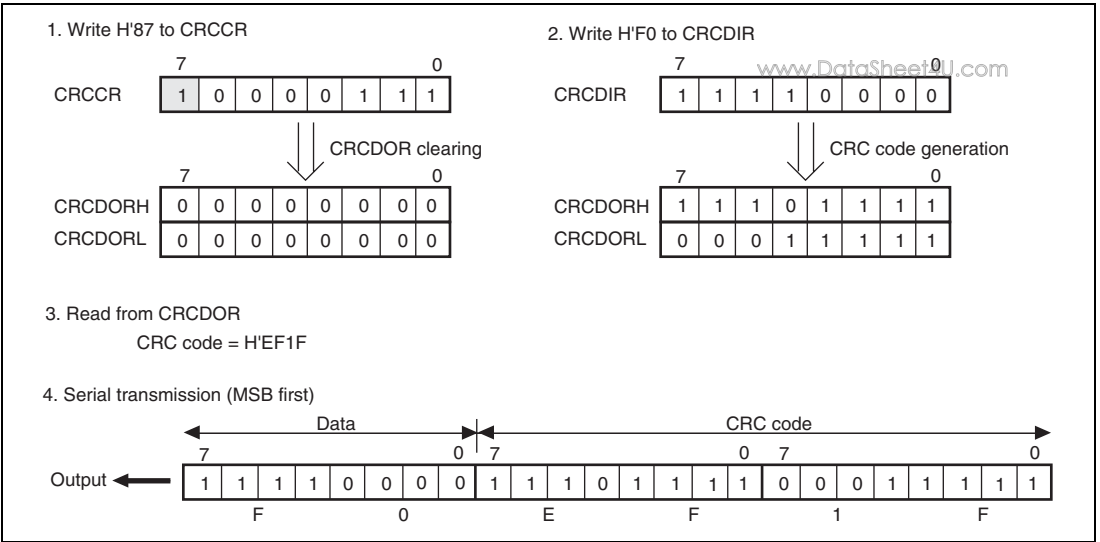 1. Write H'87 to CRCCR
7 0
CRCCR 1 0 0 0 0 1 1 1
CRCDOR clearing
7 0
CRCDORH 0 0 0 0 0 0 0 0
CRCDORL 0 0 0 0 0 0 0 0
2. Write H'F0 to CRCDIR
www.DataSheet4U.com
7 0
CRCDIR 1 1 1 1 0 0 0 0
CRC code generation
7 0
CRCDORH 1 1 1 0 1 1 1 1
CRCDORL 0 0 0 1 1 1 1 1
3. Read from CRCDOR
CRC code = H'EF1F
4. Serial transmission (MSB first)
Data CRC code
7 0 7 0 7 0
Output 1 1 1 1 0 0 0 0 1 1 1 0 1 1 1 1 0 0 0 1 1 1 1 1
F 0 E F 1 F